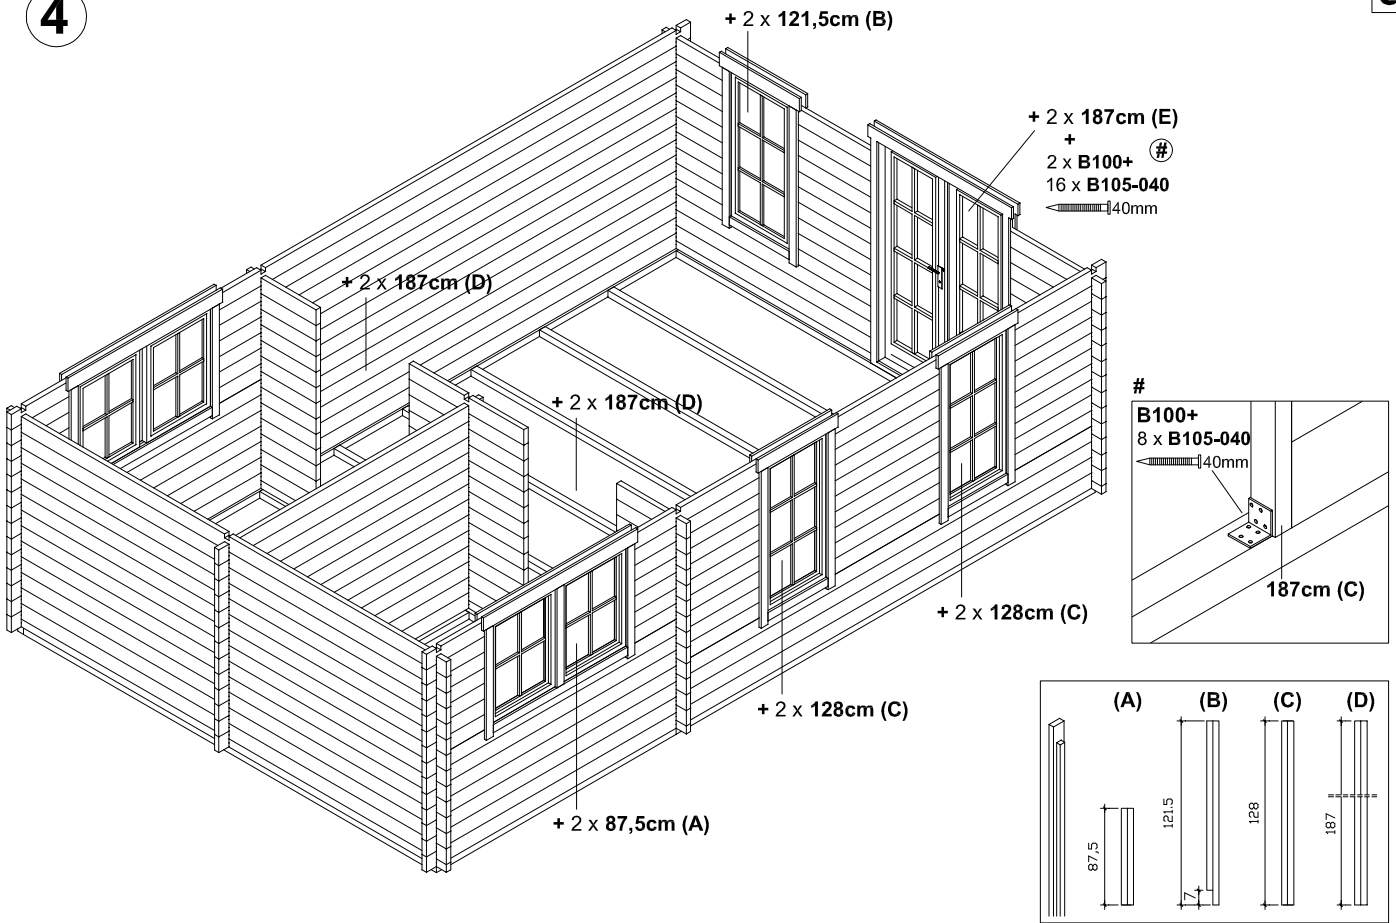 4
+ 2 x 121,5cm (B)
+ 2 x 187cm (E)
+
2 x B100+ #
16 x B105-040
40mm
+ 2 x 187cm (D)
+ 2 x 187cm (D)
#
B100+
8 x B105-040
40mm
187cm (C)
+ 2 x 128cm (C)
+ 2 x 128cm (C)
+ 2 x 87,5cm (A)
(A) (B) (C) (D)
87,5
121.5
7
128
187